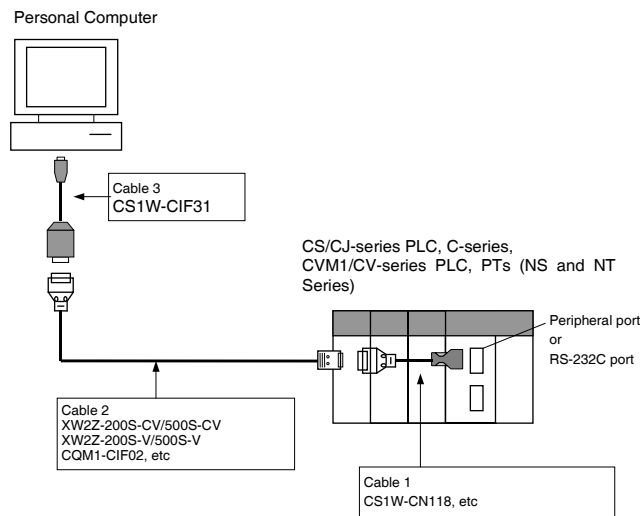 Personal Computer
Cable 3
CS1W-CIF31
CS/CJ-series PLC, C-series,
CVM1/CV-series PLC, PTs (NS and NT
Series)
Peripheral port
or
RS-232C port
Cable 2
XW2Z-200S-CV/500S-CV
XW2Z-200S-V/500S-V
CQM1-CIF02, etc
Cable 1
CS1W-CN118, etc